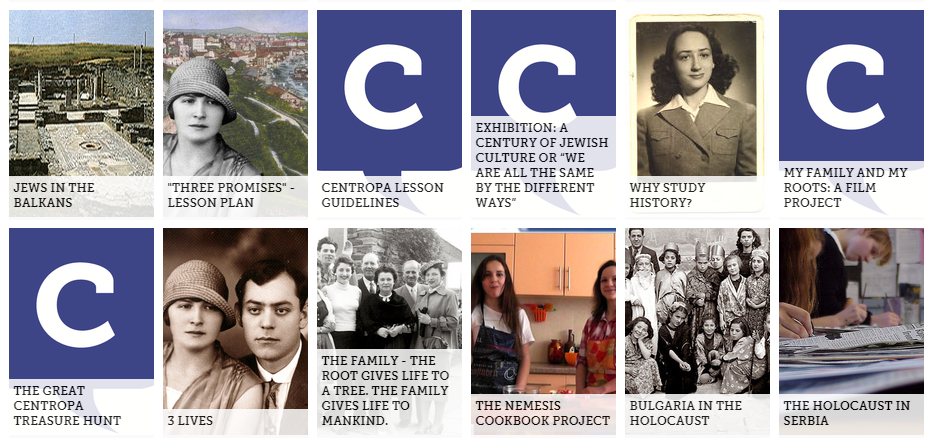 C
C
C
JEWS IN THE
BALKANS
"THREE PROMISES" -
LESSON PLAN
CENTROPA LESSON
GUIDELINES
EXHIBITION: A
CENTURY OF JEWISH
CULTURE OR "WE
ARE ALL THE SAME
BY THE DIFFERENT
WAYS"
WHY STUDY
HISTORY?
MY FAMILY AND MY
ROOTS: A FILM
PROJECT
C
THE GREAT
CENTROPA
TREASURE HUNT
3 LIVES
THE FAMILY - THE
ROOT GIVES LIFE TO
A TREE. THE FAMILY
GIVES LIFE TO
MANKIND.
THE NEMESIS
COOKBOOK PROJECT
BULGARIA IN THE
HOLOCAUST
THE HOLOCAUST IN
SERBIA